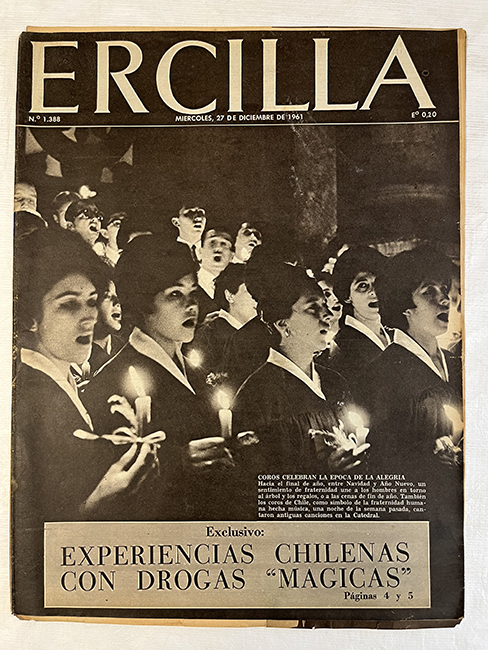 ERCILLA
N.º 1.388 MIERCOLES, 27 DE DICIEMBRE DE 1961 Eº 0,20
COROS CELEBRAN LA EPOCA DE LA ALEGRIA
Hacia el final de año, entre Navidad y Año Nuevo, un
sentimiento de fraternidad une a los hombres en torno
al árbol y los regalos, o a las cenas de fin de año. También
los coros de Chile, como símbolo de la fraternidad huma-
na hecha música, una noche de la semana pasada, can-
taron antiguas canciones en la Catedral.
Exclusivo:
EXPERIENCIAS CHILENAS
CON DROGAS “MAGICAS”
Páginas 4 y 5